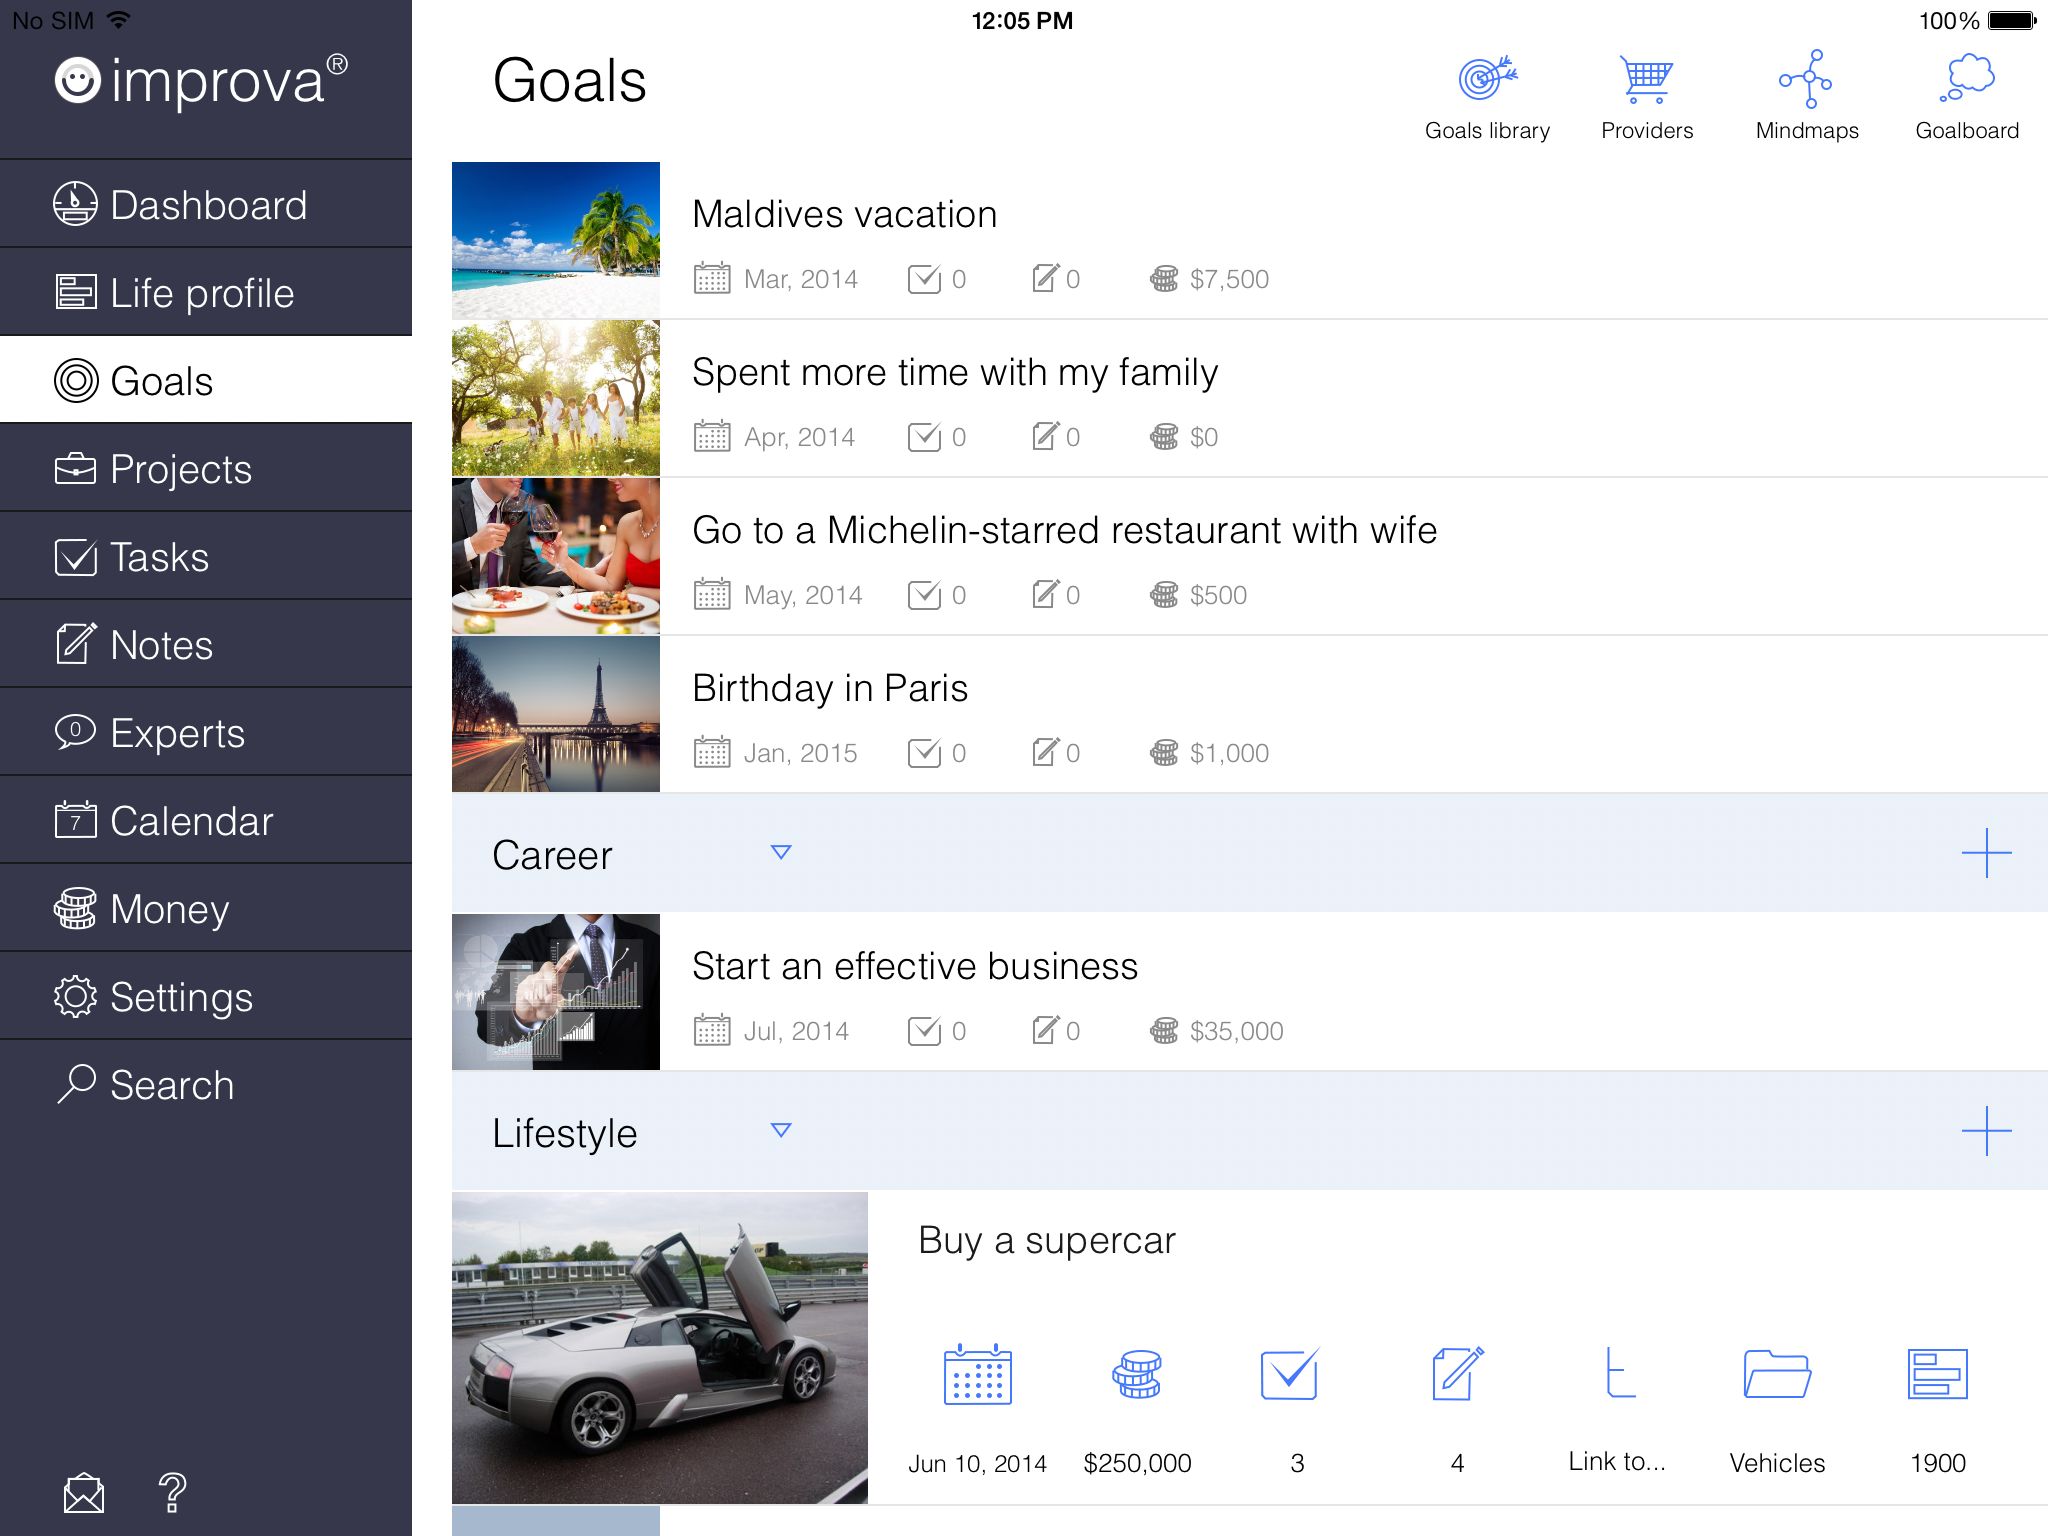 No SIM
12:05 PM
100%
improva®
Dashboard
Life profile
Goals
Projects
Tasks
Notes
0
Experts
7
Calendar
Money
Settings
Search
?
Goals
Goals library
Providers
Mindmaps
Goalboard
Maldives vacation
Mar, 2014 0 0 $7,500
Spent more time with my family
Apr, 2014 0 0 $0
Go to a Michelin-starred restaurant with wife
May, 2014 0 0 $500
Birthday in Paris
Jan, 2015 0 0 $1,000
Career
Start an effective business
Jul, 2014 0 0 $35,000
Lifestyle
Buy a supercar
Jun 10, 2014 $250,000 3 4 Link to... Vehicles 1900